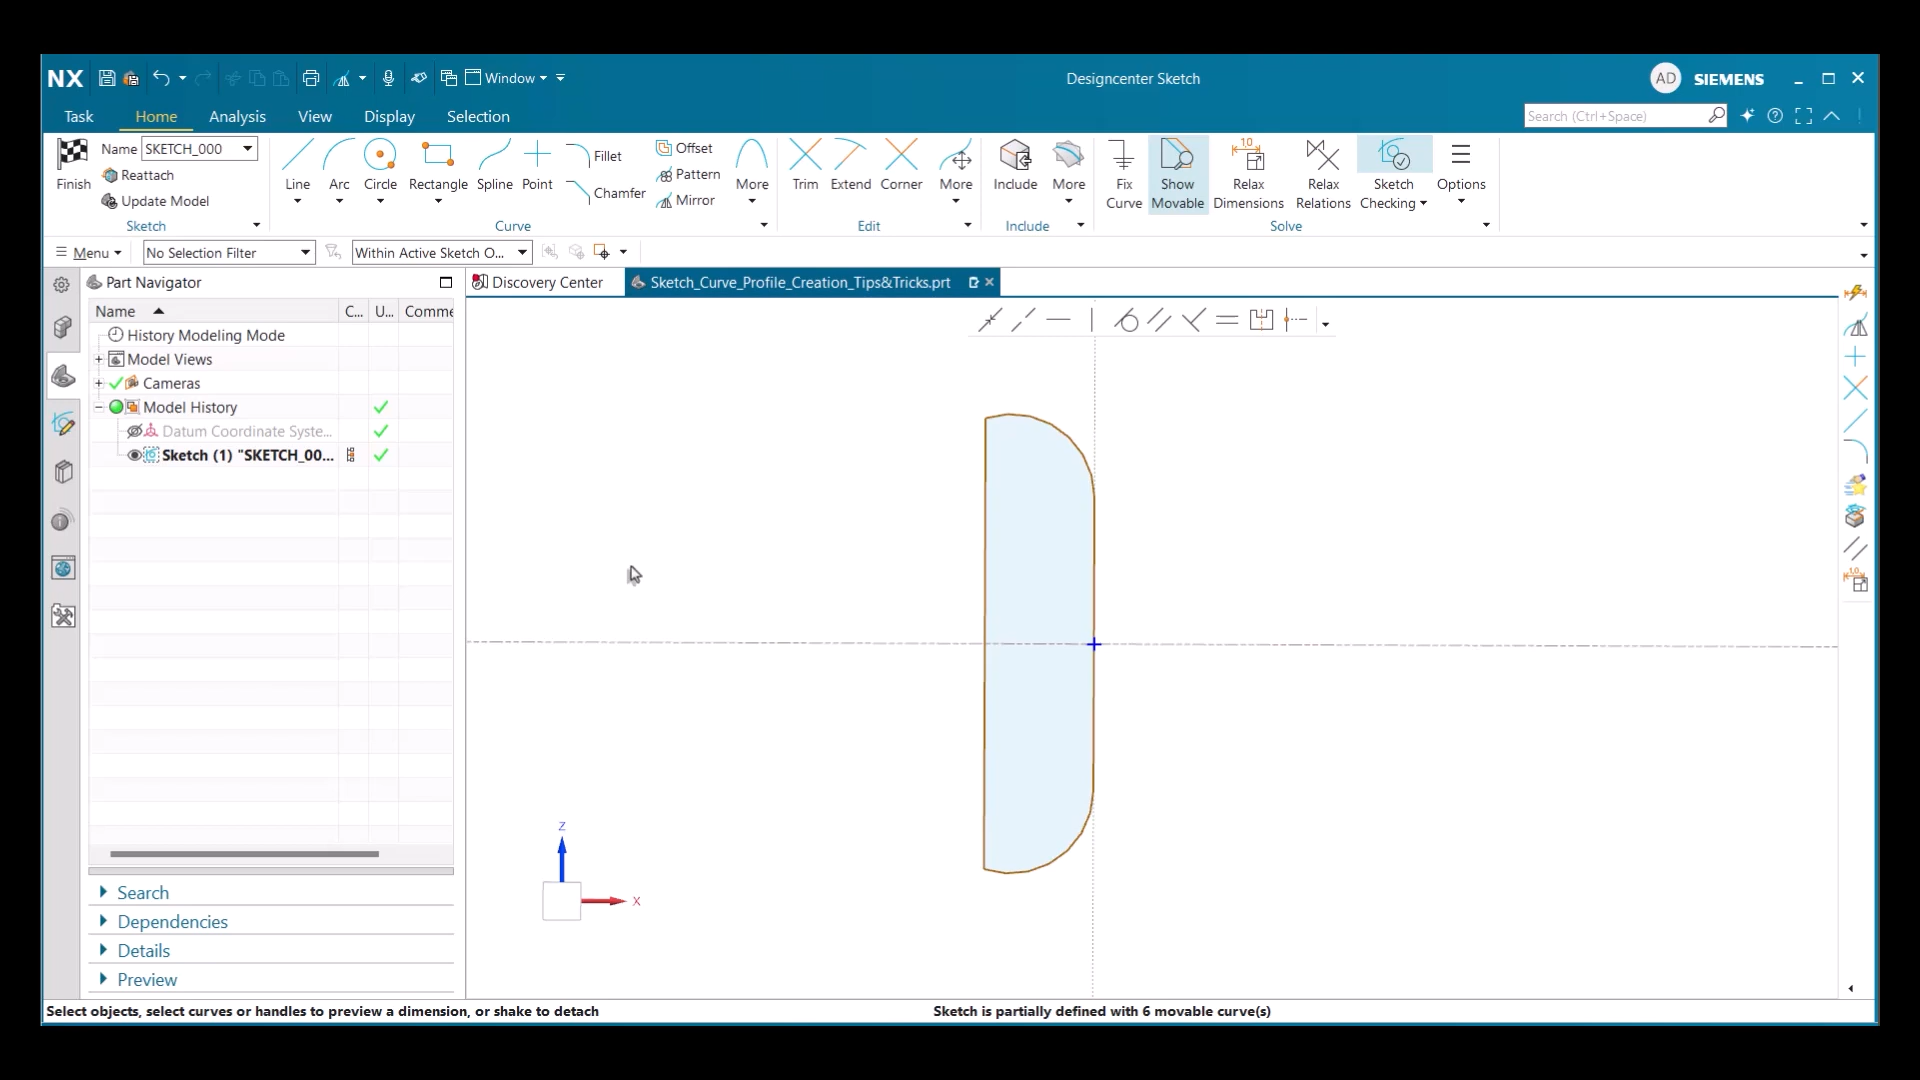 NX Window Designcenter Sketch AD SIEMENS
Task Home Analysis View Display Selection Search (Ctrl+Space)
Finish Name SKETCH_000
Reattach
Update Model
Line Arc Circle Rectangle Spline Point Fillet Chamfer
Offset
Pattern
Mirror
More
Trim Extend Corner More
Include More
Fix Curve
Show Movable
1.0
Relax Dimensions
Relax Relations
Sketch Checking
Options
Sketch Curve Edit Include Solve
Menu No Selection Filter Within Active Sketch O...
Part Navigator Discovery Center Sketch_Curve_Profile_Creation_Tips&Tricks.prt
Name C... U... Comme
History Modeling Mode
Model Views
Cameras
Model History
Datum Coordinate Syste...
Sketch (1) "SKETCH_00...
Z
X
1.0
Search
Dependencies
Details
Preview
Select objects, select curves or handles to preview a dimension, or shake to detach Sketch is partially defined with 6 movable curve(s)